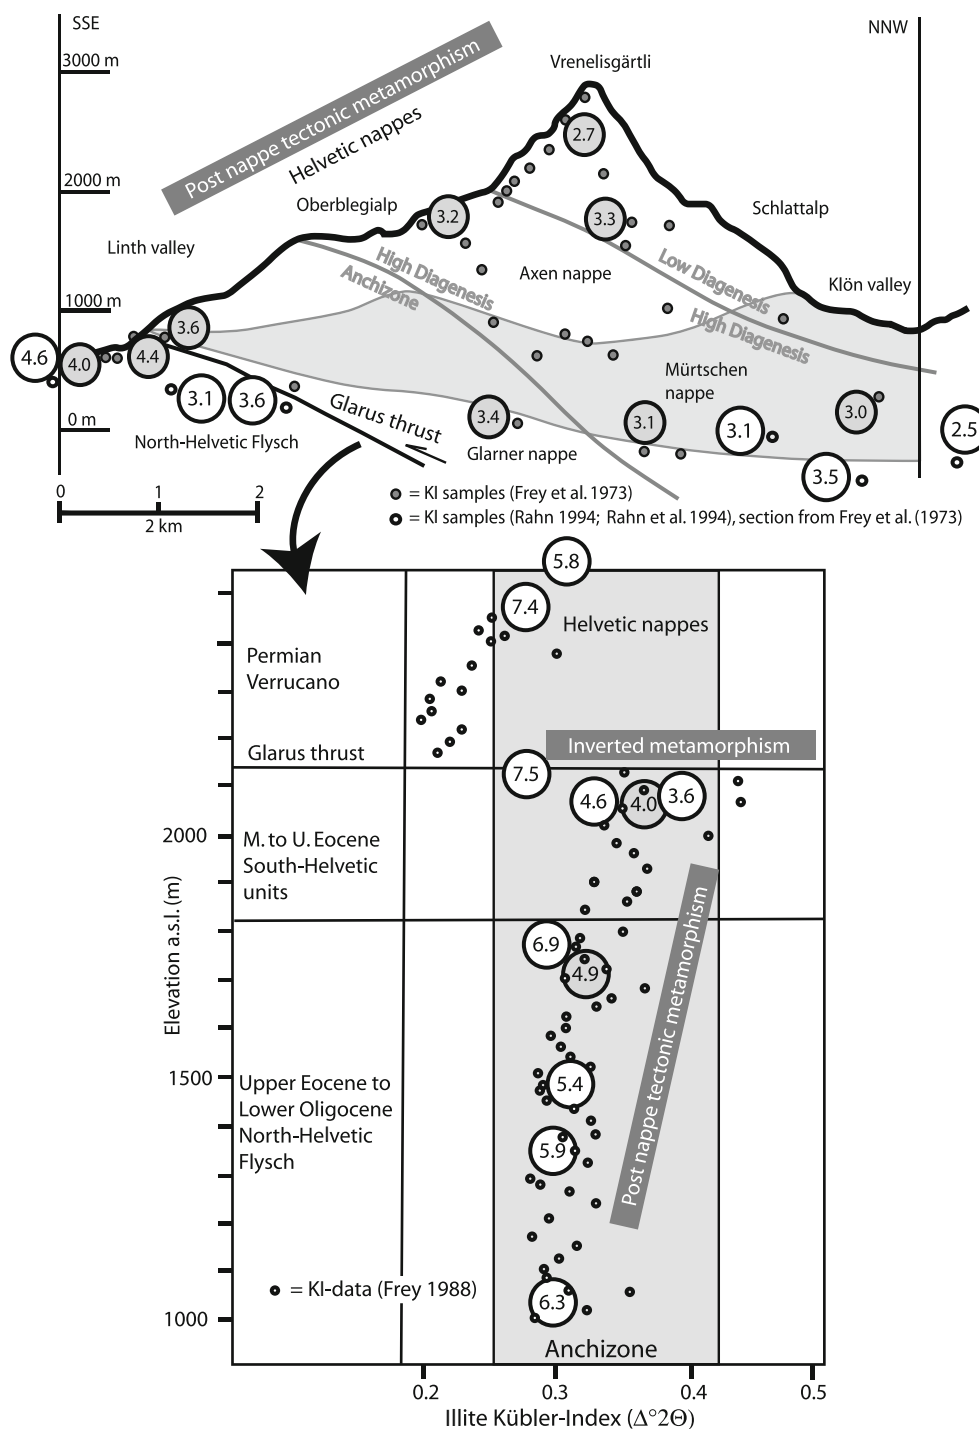 SSE
NNW
3000 m
Vrenelisgärtli
Post nappe tectonic metamorphism
Helvetic nappes
2.7
2000 m
Oberblegialp
3.2
3.3
Schlattalp
Linth valley
High Diagenesis
Anchizone
Axen nappe
Low Diagenesis
High Diagenesis
Klön valley
1000 m
3.6
4.6
4.0
4.4
Mürtschen
nappe
3.1
3.6
3.4
3.1
3.1
3.0
2.5
0 m
Glarus thrust
North-Helvetic Flysch
Glarner nappe
3.5
0
1
2
2 km
= KI samples (Frey et al. 1973)
= KI samples (Rahn 1994; Rahn et al. 1994), section from Frey et al. (1973)
5.8
7.4
Helvetic nappes
Permian
Verrucano
Glarus thrust
Inverted metamorphism
7.5
4.6
4.0
3.6
2000
M. to U. Eocene
South-Helvetic
units
Elevation a.s.l. (m)
6.9
4.9
Post nappe tectonic metamorphism
1500
5.4
Upper Eocene to
Lower Oligocene
North-Helvetic
Flysch
5.9
= KI-data (Frey 1988)
6.3
1000
Anchizone
0.2
0.3
0.4
0.5
Illite Kübler-Index (Δ°2Θ)